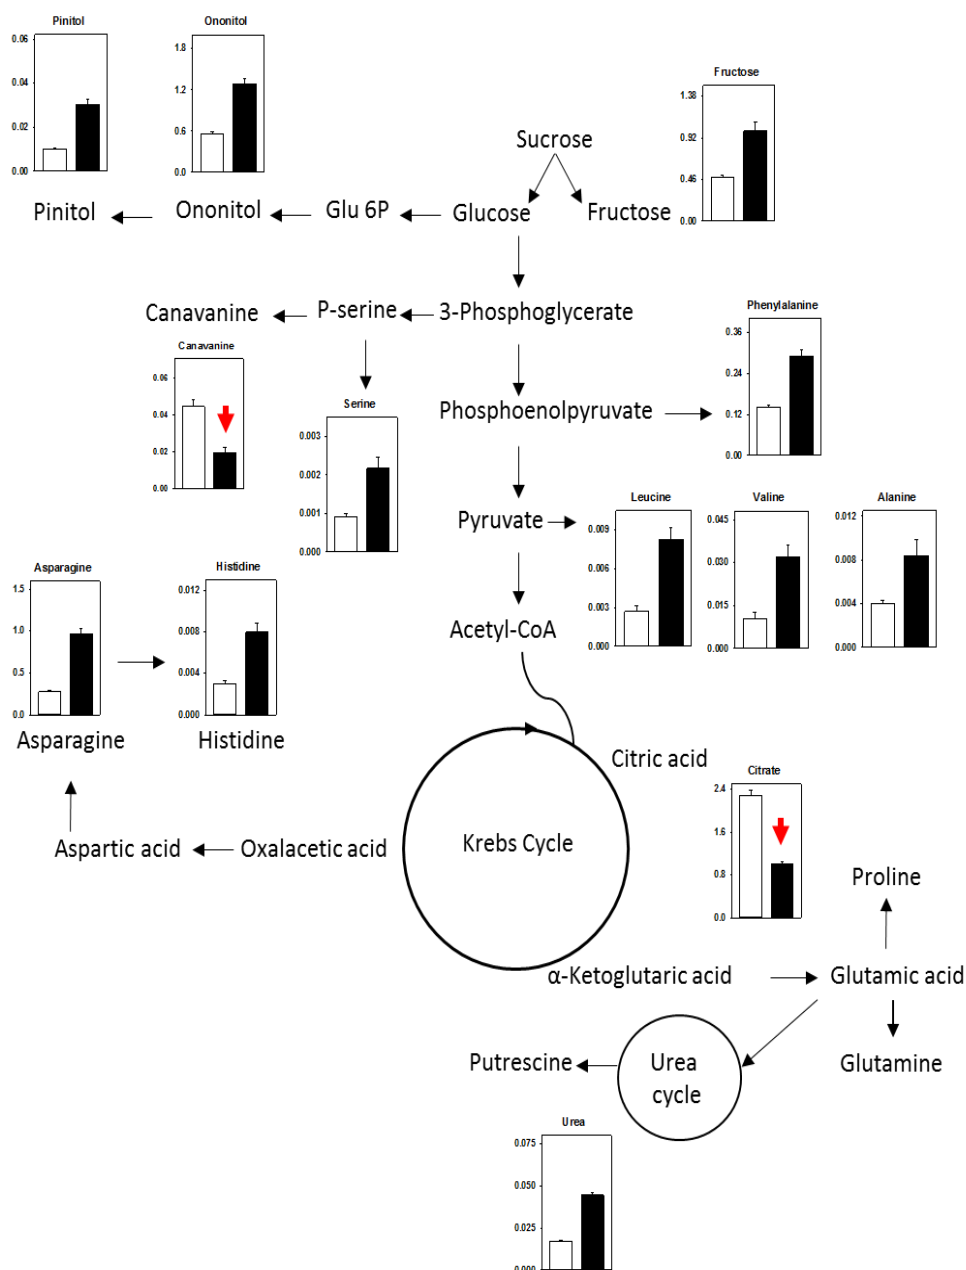 Pinitol
0.06
0.04
0.02
0.00
Ononitol
1.8
1.2
0.6
0.0
Fructose
1.38
0.92
0.46
0.00
Sucrose
Pinitol
Ononitol
Glu 6P
Glucose
Fructose
Canavanine
P-serine
3-Phosphoglycerate
Canavanine
0.06
0.04
0.02
0.00
Serine
0.003
0.002
0.001
0.000
Phenylalanine
0.36
0.24
0.12
0.00
Phosphoenolpyruvate
Pyruvate
Leucine
0.009
0.006
0.003
0.000
Valine
0.045
0.030
0.015
0.000
Alanine
0.012
0.008
0.004
0.000
Asparagine
1.5
1.0
0.5
0.0
Histidine
0.012
0.008
0.004
0.000
Acetyl-CoA
Asparagine
Histidine
Citric acid
Citrate
2.4
1.6
0.8
0.0
Aspartic acid
Oxalacetic acid
Krebs Cycle
Proline
α-Ketoglutaric acid
Glutamic acid
Putrescine
Urea
cycle
Glutamine
Urea
0.075
0.050
0.025
0.000